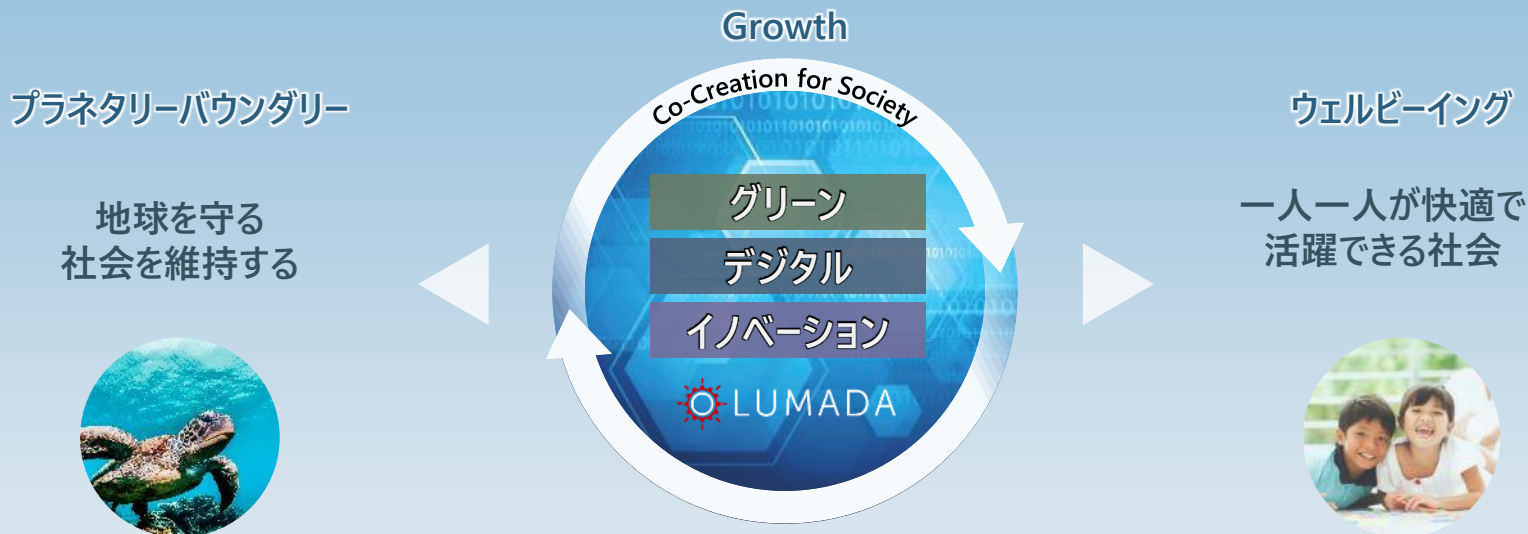 Growth
Co-Creation for Society
プラネタリーバウンダリー
地球を守る
社会を維持する
グリーン
デジタル
イノベーション
LUMADA
ウェルビーイング
一人一人が快適で
活躍できる社会